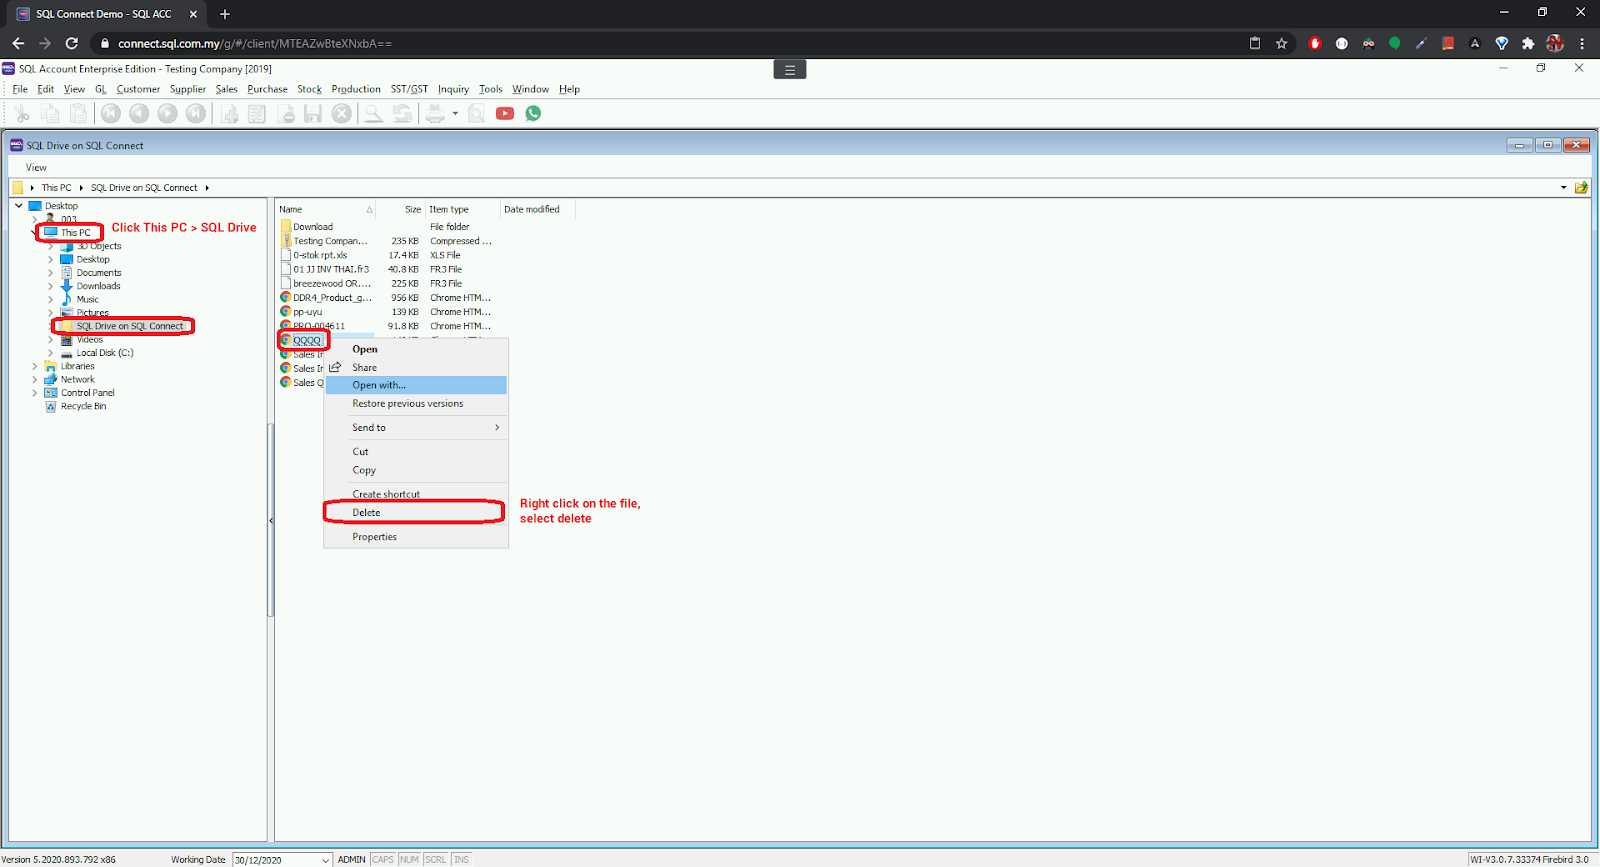 SQL Connect Demo - SQL ACC
connect.sql.com.my/g/#/client/MTEAZwBteXNxbA==
SQL Account Enterprise Edition - Testing Company [2019]
File Edit View GL Customer Supplier Sales Purchase Stock Production SST/GST Inquiry Tools Window Help
SQL Drive on SQL Connect
View
This PC SQL Drive on SQL Connect
Desktop
003
This PC
Click This PC > SQL Drive
3D Objects
Desktop
Documents
Downloads
Music
Pictures
SQL Drive on SQL Connect
Videos
Local Disk (C:)
Libraries
Network
Control Panel
Recycle Bin
Name Size Item type Date modified
Download File folder
Testing Compan... 235 KB Compressed ...
0-stok rpt.xls 17.4 KB XLS File
01 JJ INV THAI.fr3 40.8 KB FR3 File
breezewood OR.... 225 KB FR3 File
DDR4_Product_g... 956 KB Chrome HTM...
pp-uyu 139 KB Chrome HTM...
PRO-004611 91.8 KB Chrome HTM...
QQQQ
Sales Ir
Sales Ir
Sales Q
Open
Share
Open with...
Restore previous versions
Send to
Cut
Copy
Create shortcut
Delete
Properties
Right click on the file,
select delete
Version 5.2020.893.792 x86 Working Date 30/12/2020 ADMIN CAPS NUM SCRL INS WI-V3.0.7.33374 Firebird 3.0